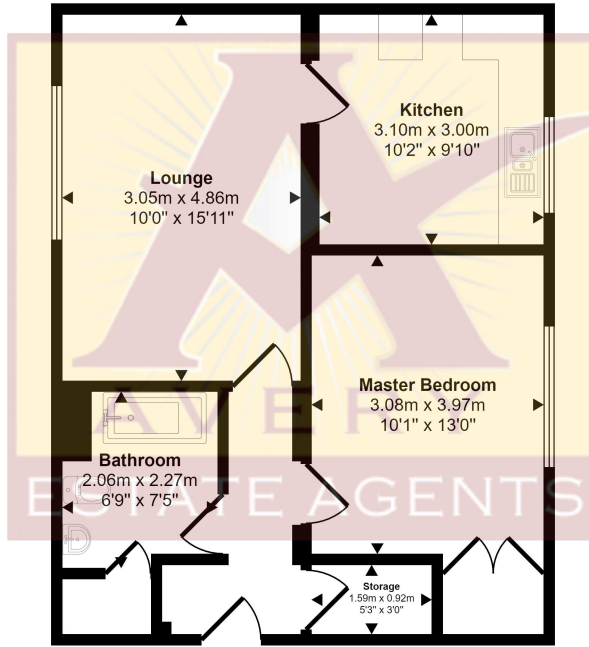 Kitchen
3.10m x 3.00m
10'2" x 9'10"
Lounge
3.05m x 4.86m
10'0" x 15'11"
Master Bedroom
3.08m x 3.97m
10'1" x 13'0"
AVERY
Bathroom
2.06m x 2.27m
6'9" x 7'5"
ESTATE AGENTS
Storage
1.59m x 0.92m
5'3" x 3'0"